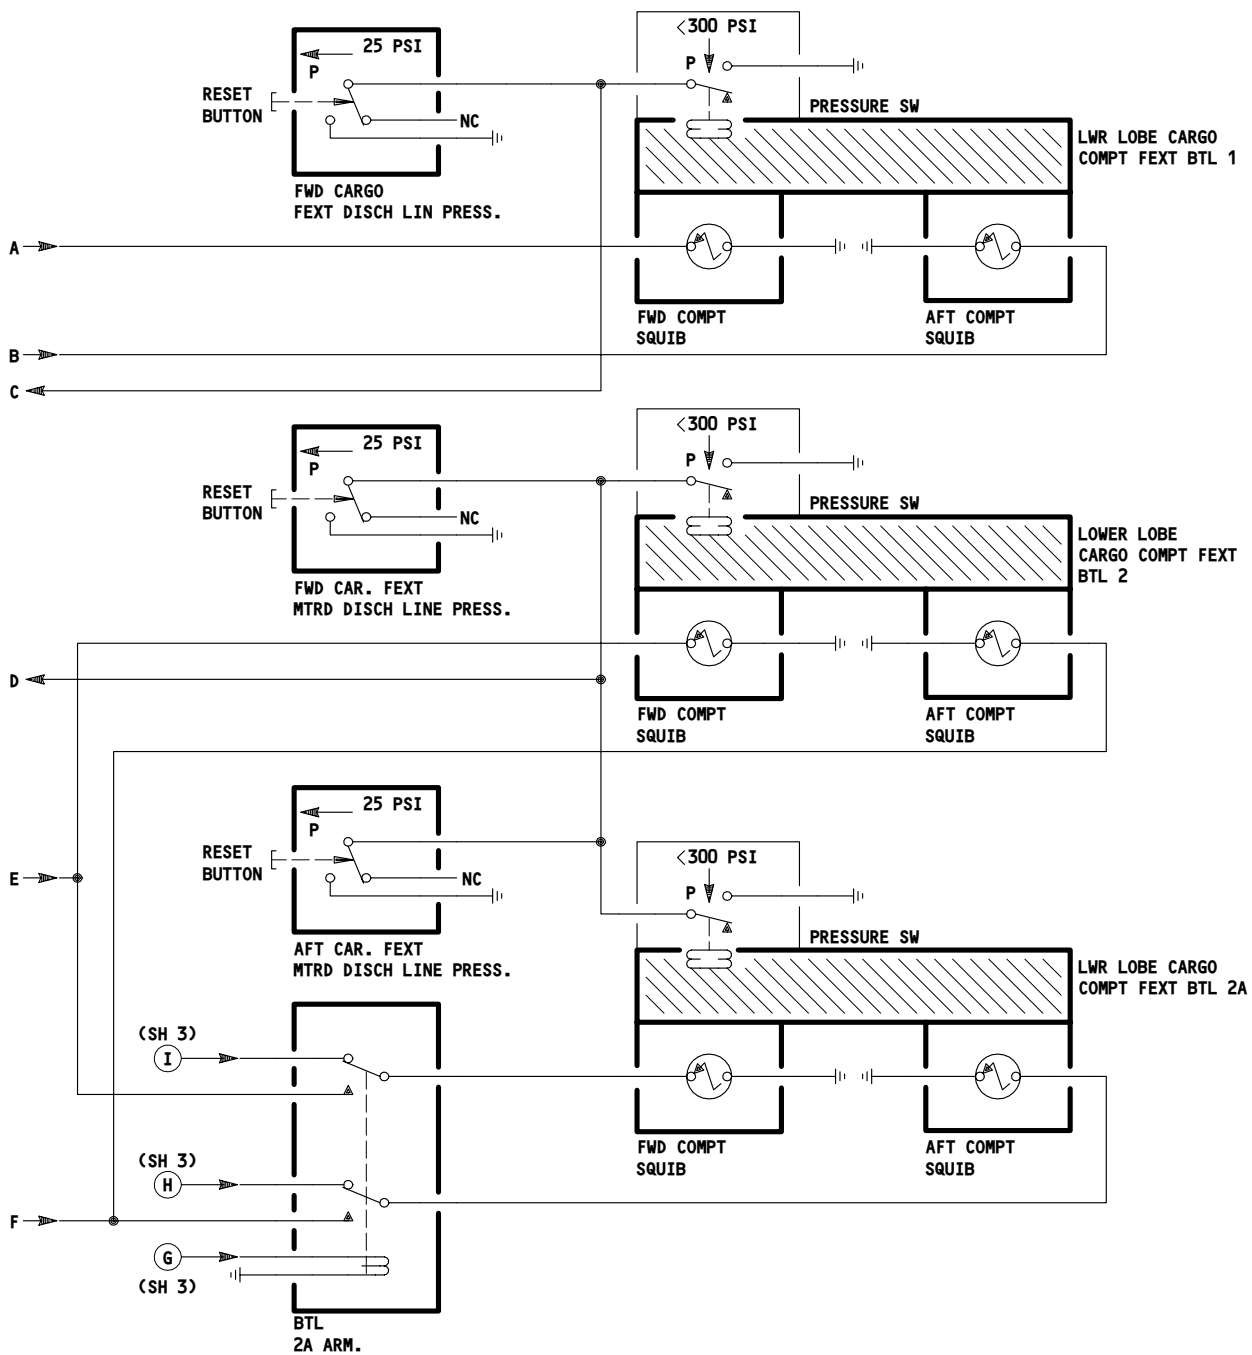 <300 PSI
25 PSI
P
P
RESET
BUTTON
PRESSURE SW
NC
LWR LOBE CARGO
COMPT FEXT BTL 1
FWD CARGO
FEXT DISCH LIN PRESS.
A
FWD COMPT
SQUIB
AFT COMPT
SQUIB
B
C
<300 PSI
25 PSI
P
P
RESET
BUTTON
PRESSURE SW
NC
LOWER LOBE
CARGO COMPT FEXT
BTL 2
FWD CAR. FEXT
MTRD DISCH LINE PRESS.
D
FWD COMPT
SQUIB
AFT COMPT
SQUIB
25 PSI
P
RESET
BUTTON
<300 PSI
E
NC
P
PRESSURE SW
AFT CAR. FEXT
MTRD DISCH LINE PRESS.
LWR LOBE CARGO
COMPT FEXT BTL 2A
(SH 3)
I
FWD COMPT
SQUIB
AFT COMPT
SQUIB
(SH 3)
H
F
G
(SH 3)
BTL
2A ARM.